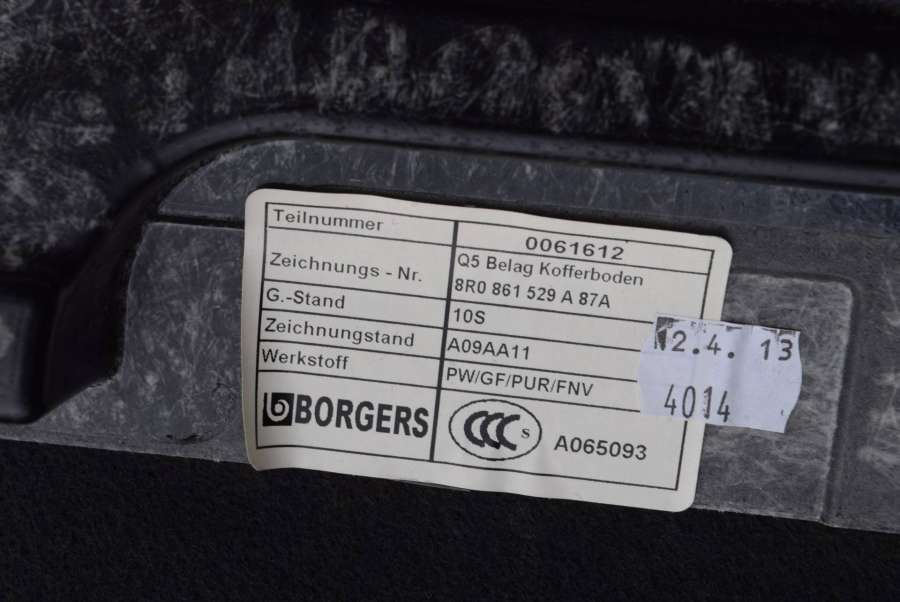 Teilnummer 0061612
Zeichnungs - Nr. Q5 Belag Kofferboden
8R0 861 529 A 87A
G.-Stand 10S
Zeichnungstand A09AA11
Werkstoff PW/GF/PUR/FNV
BORGERS CCC S A065093
2.4. 13
4014